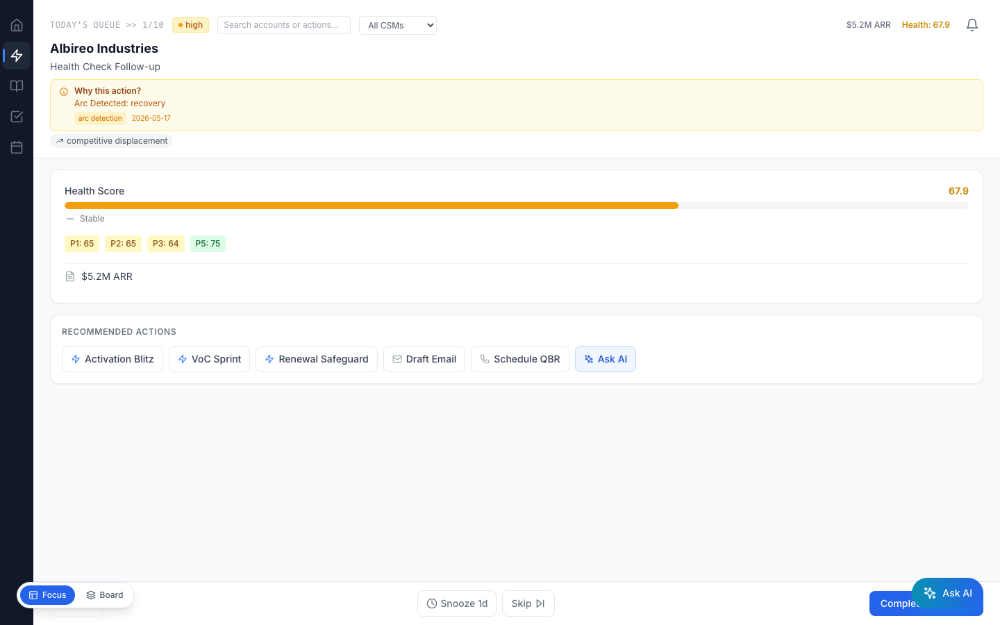 TODAY'S QUEUE >> 1/10
high
Search accounts or actions...
All CSMs
$5.2M ARR
Health: 67.9
Albireo Industries
Health Check Follow-up
Why this action?
Arc Detected: recovery
arc detection
2026-05-17
competitive displacement
Health Score
67.9
Stable
P1: 65
P2: 65
P3: 64
P5: 75
$5.2M ARR
RECOMMENDED ACTIONS
Activation Blitz
VoC Sprint
Renewal Safeguard
Draft Email
Schedule QBR
Ask AI
Focus
Board
Snooze 1d
Skip
Ask AI